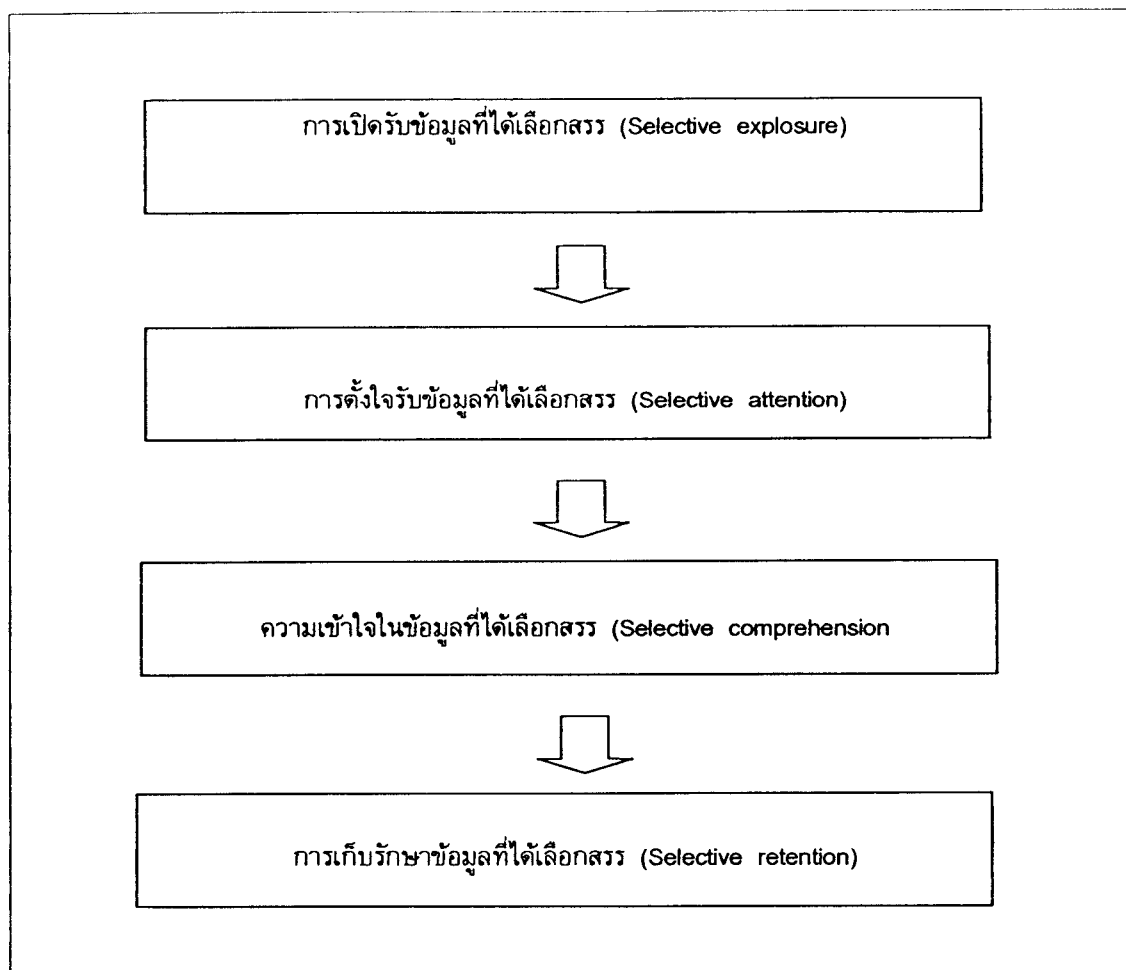 การเปิดรับข้อมูลที่ได้เลือกสรร (Selective explosure)
การตั้งใจรับข้อมูลที่ได้เลือกสรร (Selective attention)
ความเข้าใจในข้อมูลที่ได้เลือกสรร (Selective comprehension
การเก็บรักษาข้อมูลที่ได้เลือกสรร (Selective retention)